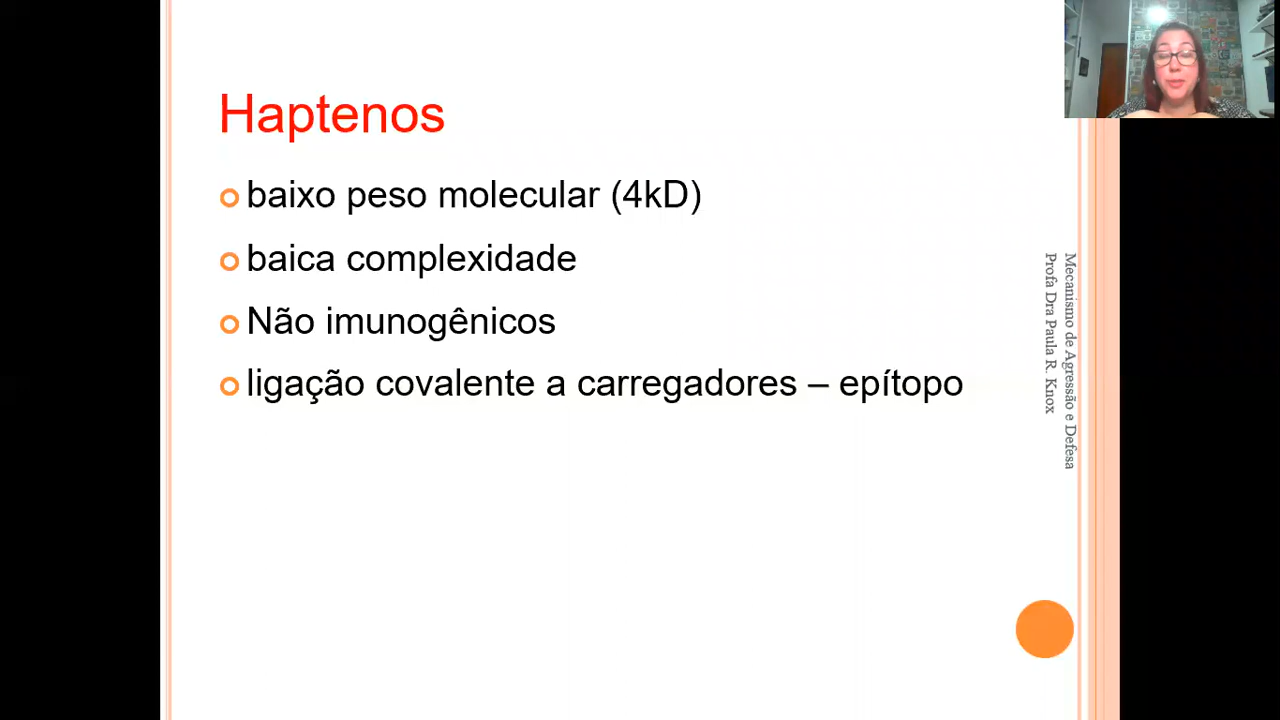 Haptenos
baixo peso molecular (4kD)
baica complexidade
Não imunogênicos
ligação covalente a carregadores – epítopo
Mecanismo de Agressão e Defesa
Profa Dra Paula R. Knox